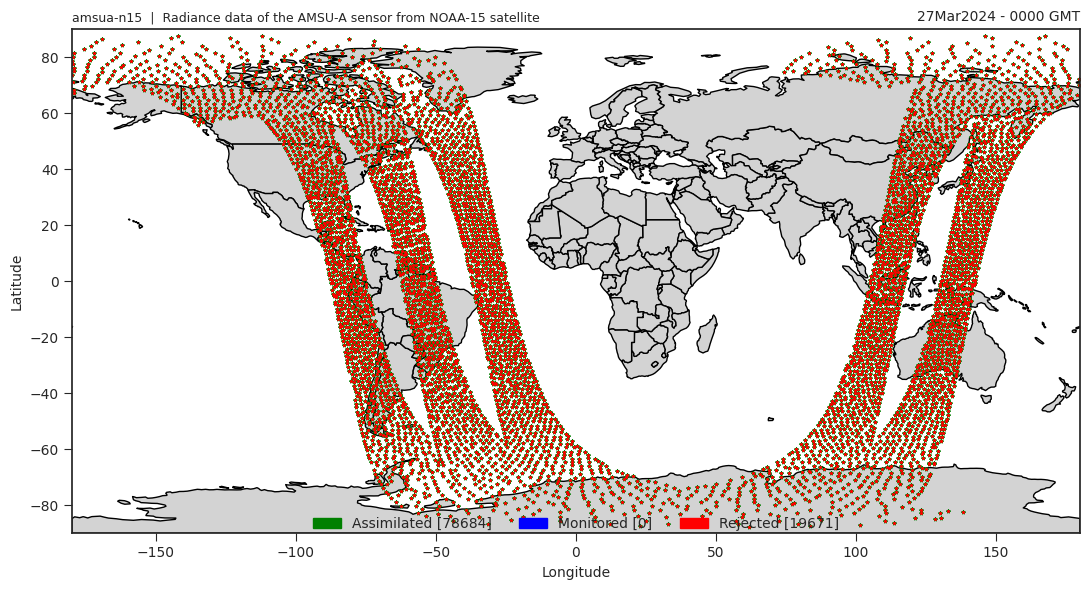 amsua-n15 | Radiance data of the AMSU-A sensor from NOAA-15 satellite
27Mar2024 - 0000 GMT
80
60
40
20
0
−20
−40
−60
−80
Latitude
Assimilated [78684]
Monitored [0]
Rejected [19671]
−150
−100
−50
0
50
100
150
Longitude